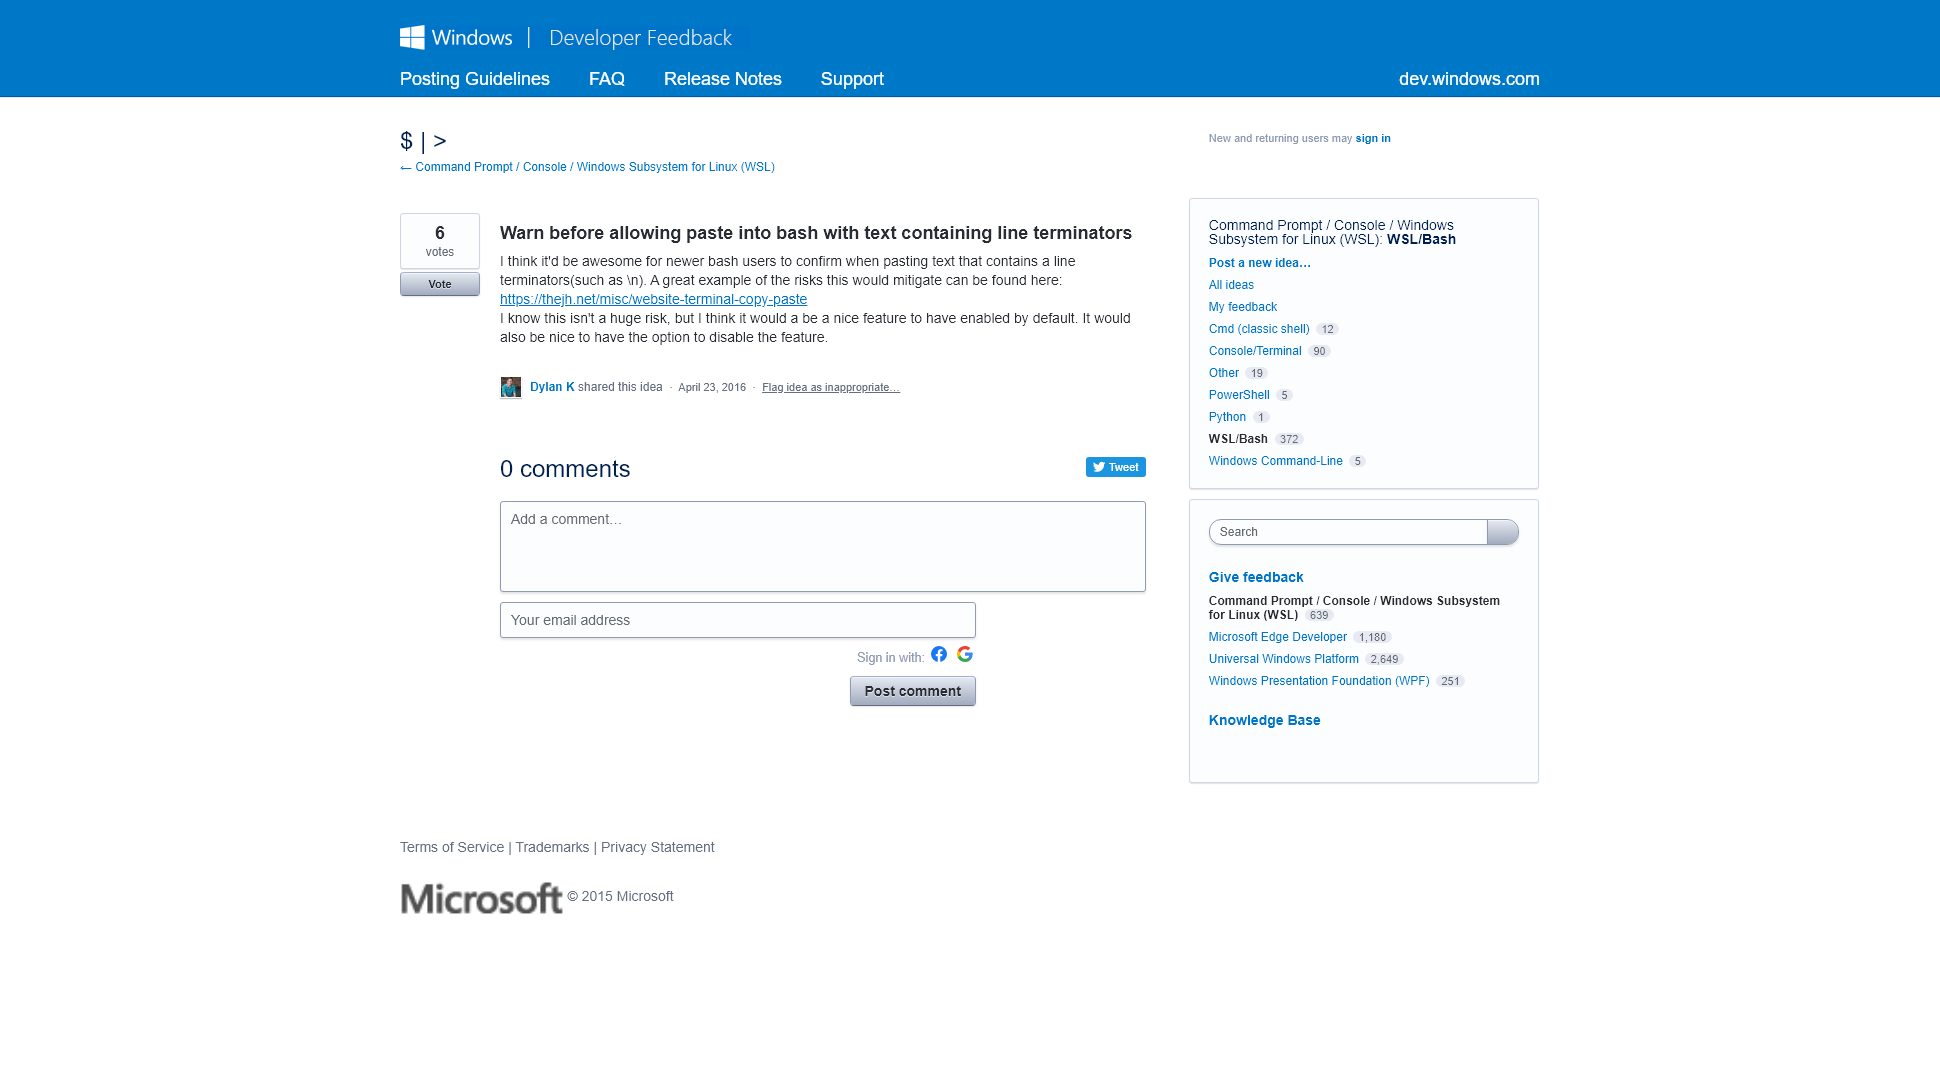 Windows | Developer Feedback
Posting Guidelines FAQ Release Notes Support dev.windows.com
$ | >
← Command Prompt / Console / Windows Subsystem for Linux (WSL)
New and returning users may sign in
6
votes
Vote
Warn before allowing paste into bash with text containing line terminators
I think it'd be awesome for newer bash users to confirm when pasting text that contains a line
terminators(such as \n). A great example of the risks this would mitigate can be found here:
https://thejh.net/misc/website-terminal-copy-paste
I know this isn't a huge risk, but I think it would a be a nice feature to have enabled by default. It would
also be nice to have the option to disable the feature.
Dylan K shared this idea · April 23, 2016 · Flag idea as inappropriate…
0 comments
Tweet
Add a comment…
Your email address
Sign in with:
Post comment
Command Prompt / Console / Windows
Subsystem for Linux (WSL): WSL/Bash
Post a new idea…
All ideas
My feedback
Cmd (classic shell) 12
Console/Terminal 90
Other 19
PowerShell 5
Python 1
WSL/Bash 372
Windows Command-Line 5
Search
Give feedback
Command Prompt / Console / Windows Subsystem
for Linux (WSL) 639
Microsoft Edge Developer 1,180
Universal Windows Platform 2,649
Windows Presentation Foundation (WPF) 251
Knowledge Base
Terms of Service | Trademarks | Privacy Statement
Microsoft © 2015 Microsoft